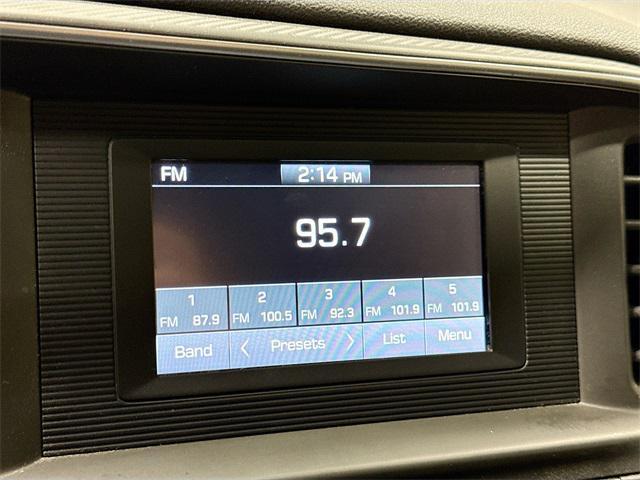 FM 2:14 PM
95.7
1 2 3 4 5
FM 87.9 FM 100.5 FM 92.3 FM 101.9 FM 101.9
Band < Presets > List Menu